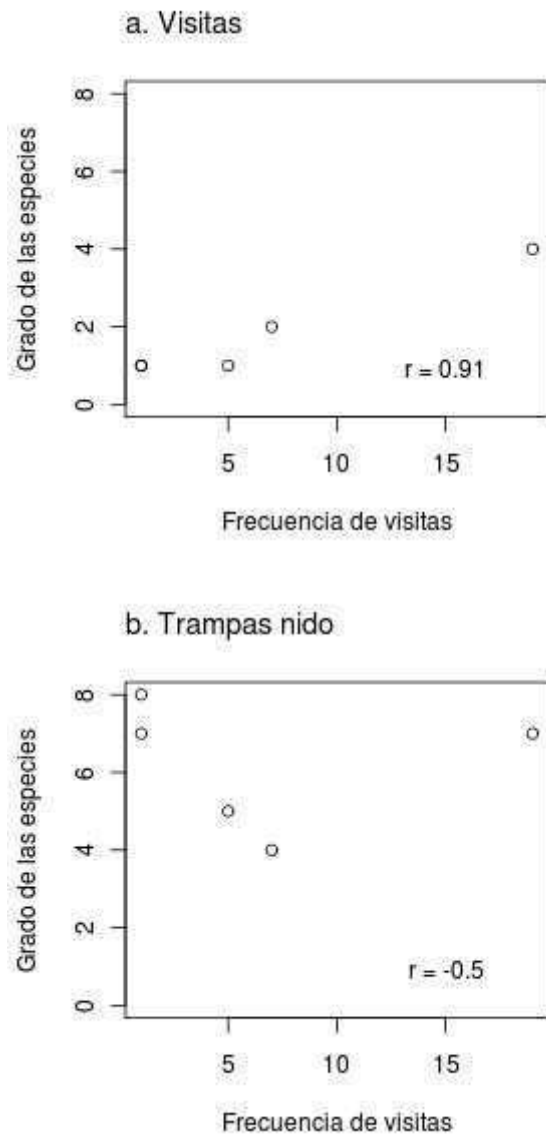 a. Visitas
8
6
4
2
0
Grado de las especies
r = 0.91
5 10 15
Frecuencia de visitas
b. Trampas nido
8
6
4
2
0
Grado de las especies
r = -0.5
5 10 15
Frecuencia de visitas